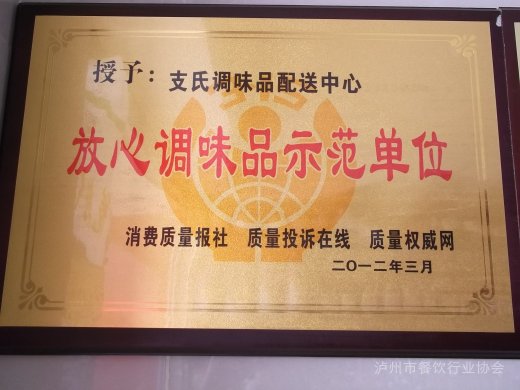 授予：支氏调味品配送中心
放心调味品示范单位
消费质量报社 质量投诉在线 质量权威网
二〇一二年三月
泸州市餐饮行业协会